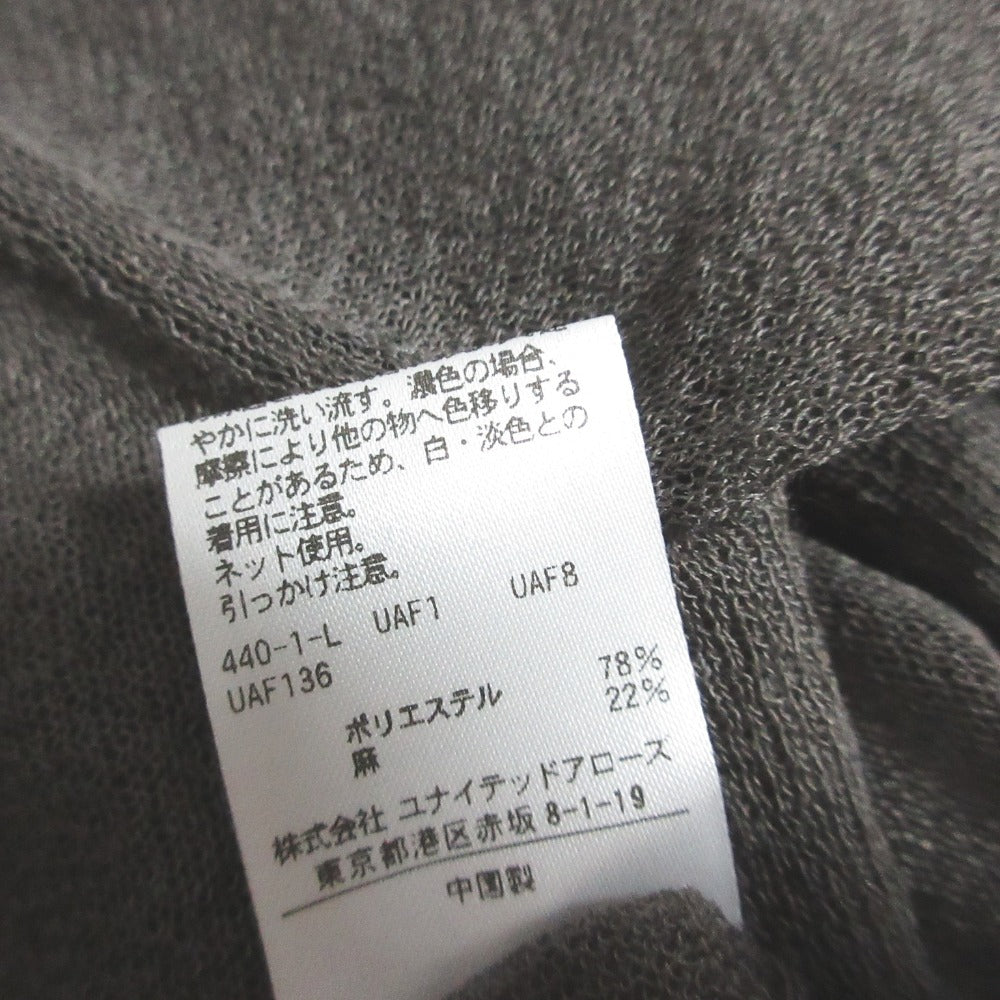 やかに洗い流す。濃色の場合、
摩擦により他の物へ色移りする
ことがあるため、白・淡色との
着用に注意。
ネット使用。
引っかけ注意。
440-1-L UAF1 UAF8
UAF136
ポリエステル 78%
麻 22%
株式会社 ユナイテッドアローズ
東京都港区赤坂 8-1-19
中国製